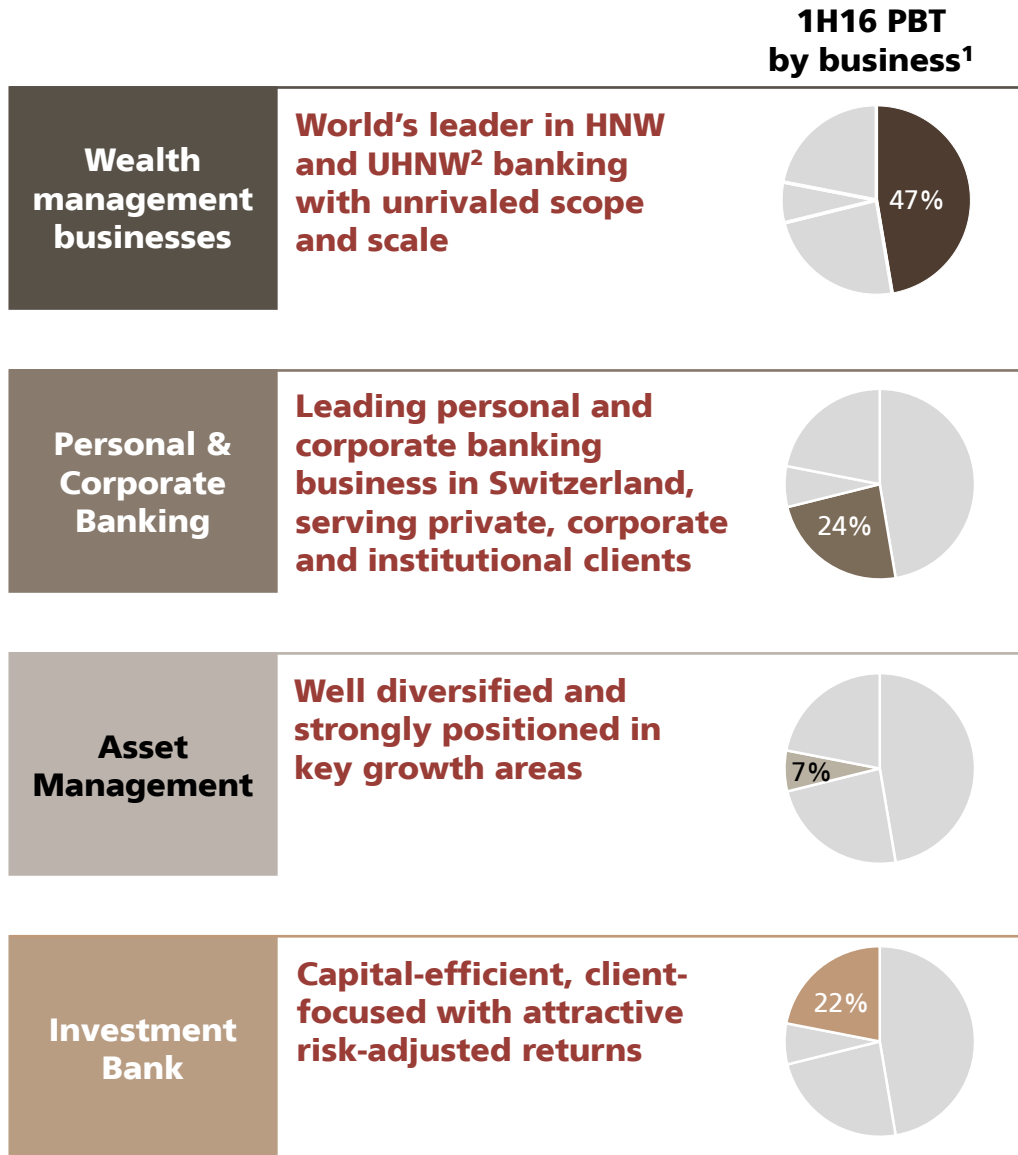 1H16 PBT
by business¹
Wealth
management
businesses
World's leader in HNW
and UHNW² banking
with unrivaled scope
and scale
47%
Personal &
Corporate
Banking
Leading personal and
corporate banking
business in Switzerland,
serving private, corporate
and institutional clients
24%
Asset
Management
Well diversified and
strongly positioned in
key growth areas
7%
Investment
Bank
Capital-efficient, client-
focused with attractive
risk-adjusted returns
22%